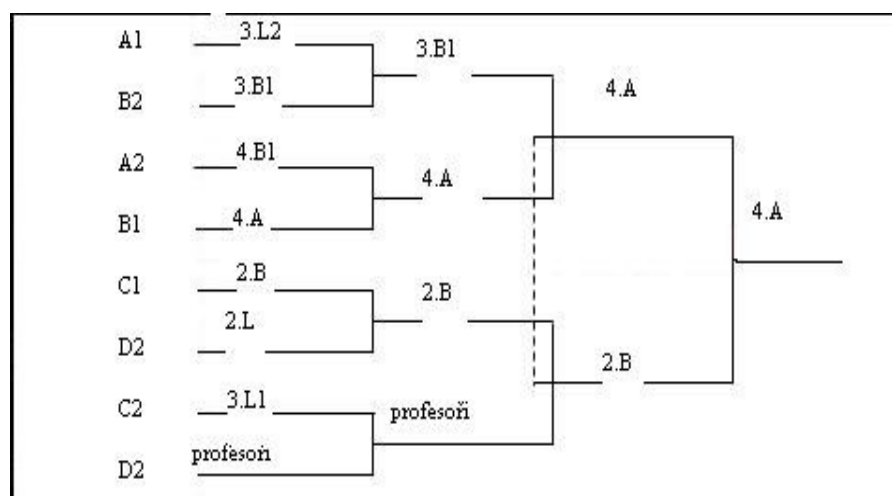 A1 3.L2
3.B1
B2 3.B1
4.A
A2 4.B1
4.A
B1 4.A
4.A
C1 2.B
2.B
D2 2.L
2.B
C2 3.L1
profesoři
D2 profesoři